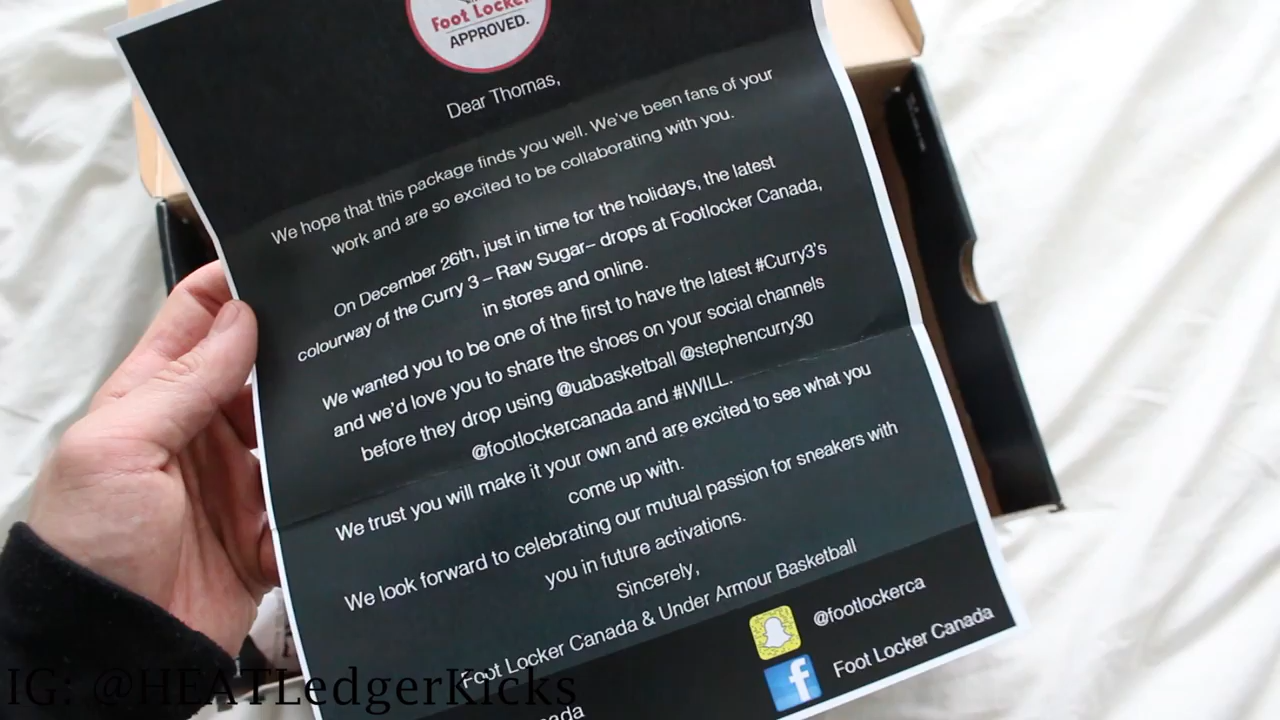 Foot Locker
APPROVED.
Dear Thomas,
We hope that this package finds you well. We've been fans of your
work and are so excited to be collaborating with you.
On December 26th, just in time for the holidays, the latest
colourway of the Curry 3 – Raw Sugar– drops at Footlocker Canada,
in stores and online.
We wanted you to be one of the first to have the latest #Curry3's
and we'd love you to share the shoes on your social channels
before they drop using @uabasketball @stephencurry30
@footlockercanada and #IWILL.
We trust you will make it your own and are excited to see what you
come up with.
We look forward to celebrating our mutual passion for sneakers with
you in future activations.
Sincerely,
Foot Locker Canada & Under Armour Basketball
@footlockerca
Foot Locker Canada
IG: @HEATLedgerKicks